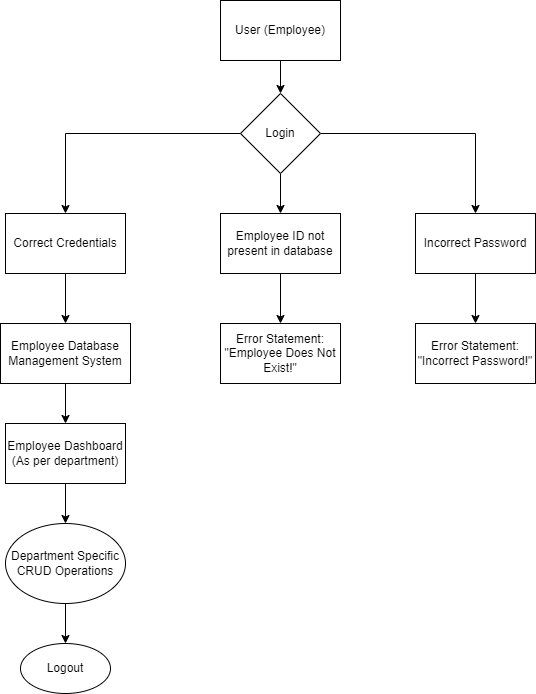 User (Employee)
Login
Correct Credentials
Employee ID not
present in database
Incorrect Password
Employee Database
Management System
Error Statement:
"Employee Does Not
Exist!"
Error Statement:
"Incorrect Password!"
Employee Dashboard
(As per department)
Department Specific
CRUD Operations
Logout